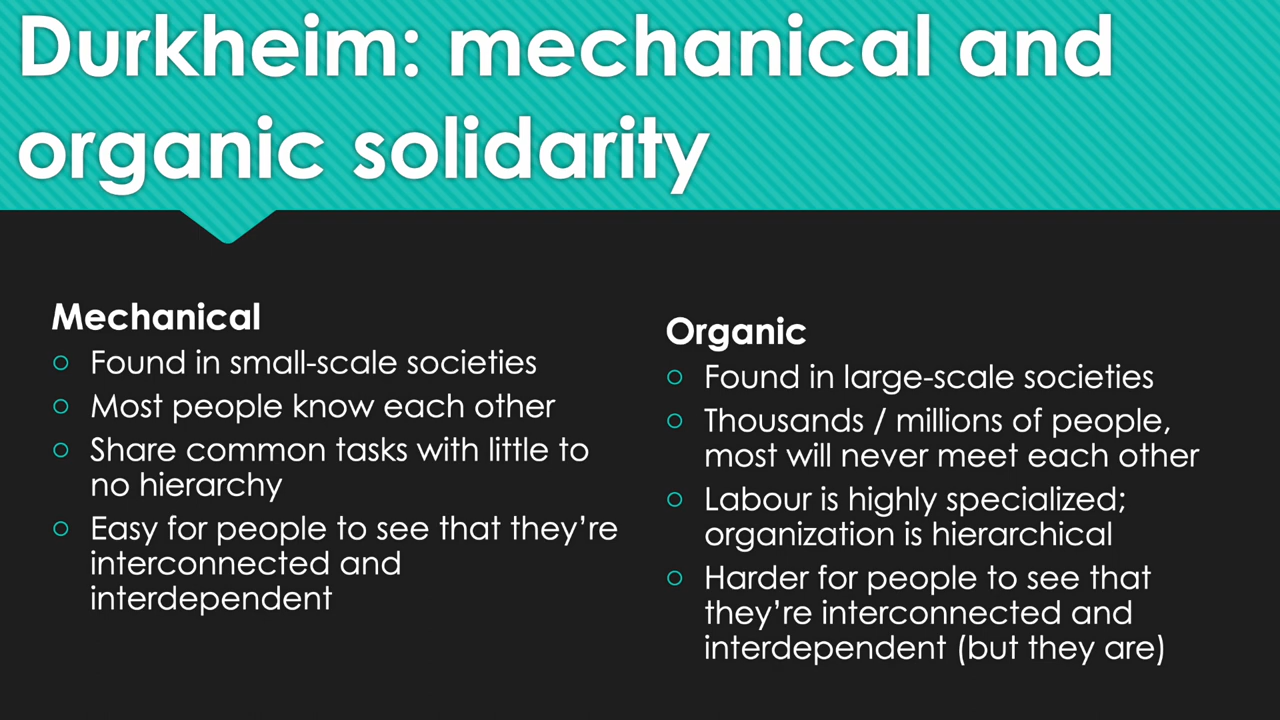 Durkheim: mechanical and
organic solidarity
Mechanical
○ Found in small-scale societies
○ Most people know each other
○ Share common tasks with little to
no hierarchy
○ Easy for people to see that they’re
interconnected and
interdependent
Organic
○ Found in large-scale societies
○ Thousands / millions of people,
most will never meet each other
○ Labour is highly specialized;
organization is hierarchical
○ Harder for people to see that
they’re interconnected and
interdependent (but they are)